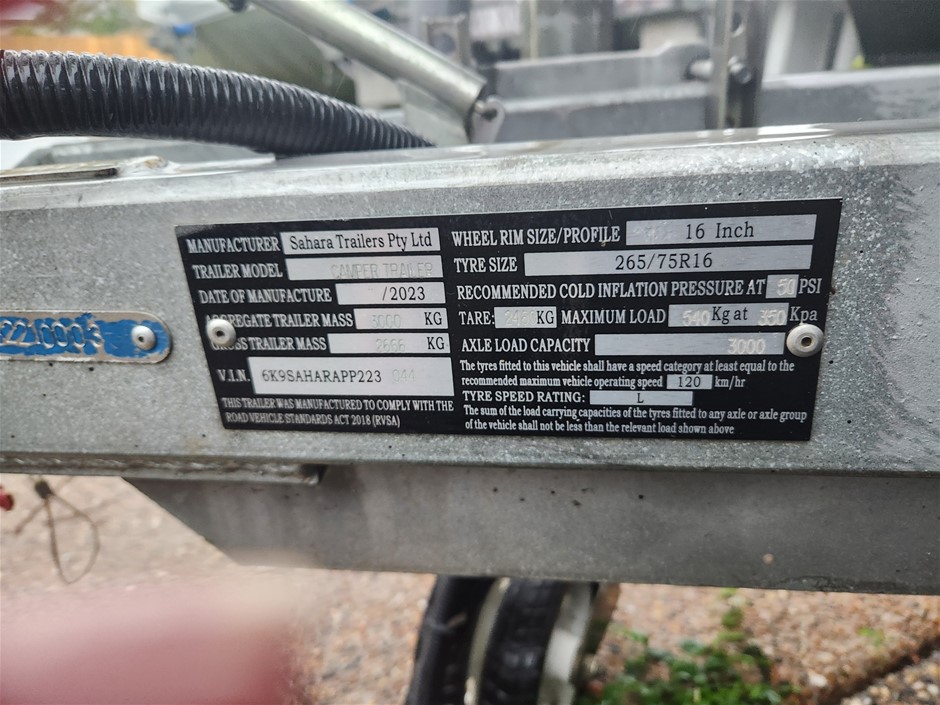 MANUFACTURER Sahara Trailers Pty Ltd
TRAILER MODEL CAMPER TRAILER
DATE OF MANUFACTURE /2023
AGGREGATE TRAILER MASS 3000 KG
GROSS TRAILER MASS 2666 KG
V.I.N. 6K9SAHARAPP223 044
THIS TRAILER WAS MANUFACTURED TO COMPLY WITH THE
ROAD VEHICLE STANDARDS ACT 2018 (RVSA)
WHEEL RIM SIZE/PROFILE 16 Inch
TYRE SIZE 265/75R16
RECOMMENDED COLD INFLATION PRESSURE AT 50 PSI
TARE: KG MAXIMUM LOAD 540 Kg at 350 Kpa
AXLE LOAD CAPACITY 3000
The tyres fitted to this vehicle shall have a speed category at least equal to the
recommended maximum vehicle operating speed 120 km/hr
TYRE SPEED RATING: L
The sum of the load carrying capacities of the tyres fitted to any axle or axle group
of the vehicle shall not be less than the relevant load shown above